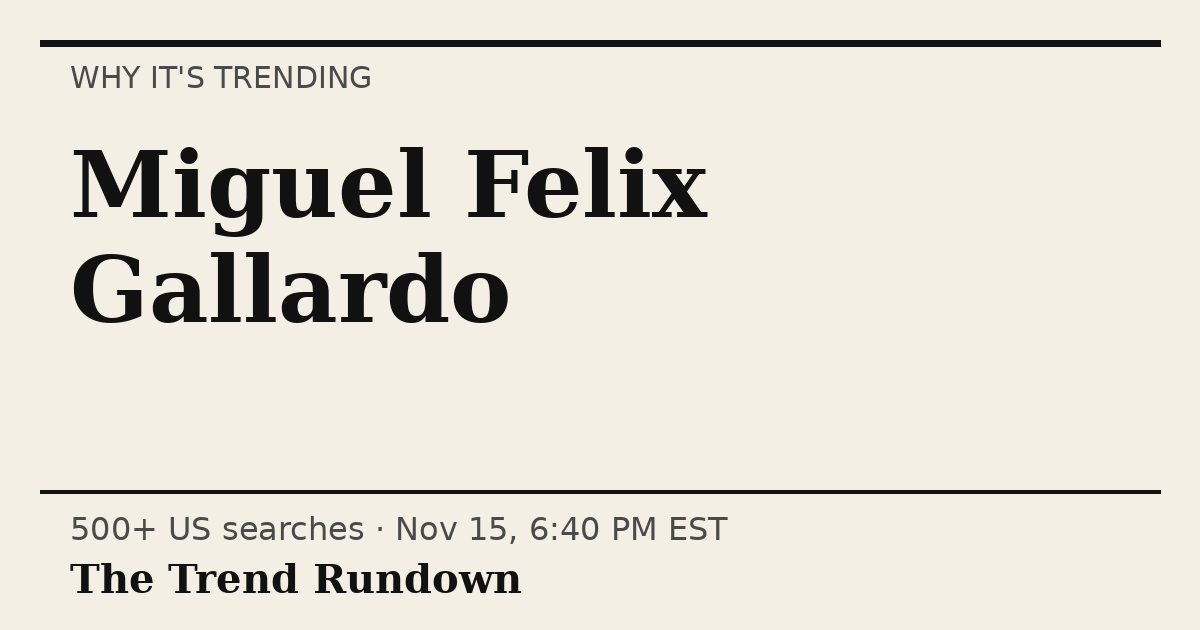 WHY IT'S TRENDING
Miguel Felix
Gallardo
500+ US searches · Nov 15, 6:40 PM EST
The Trend Rundown